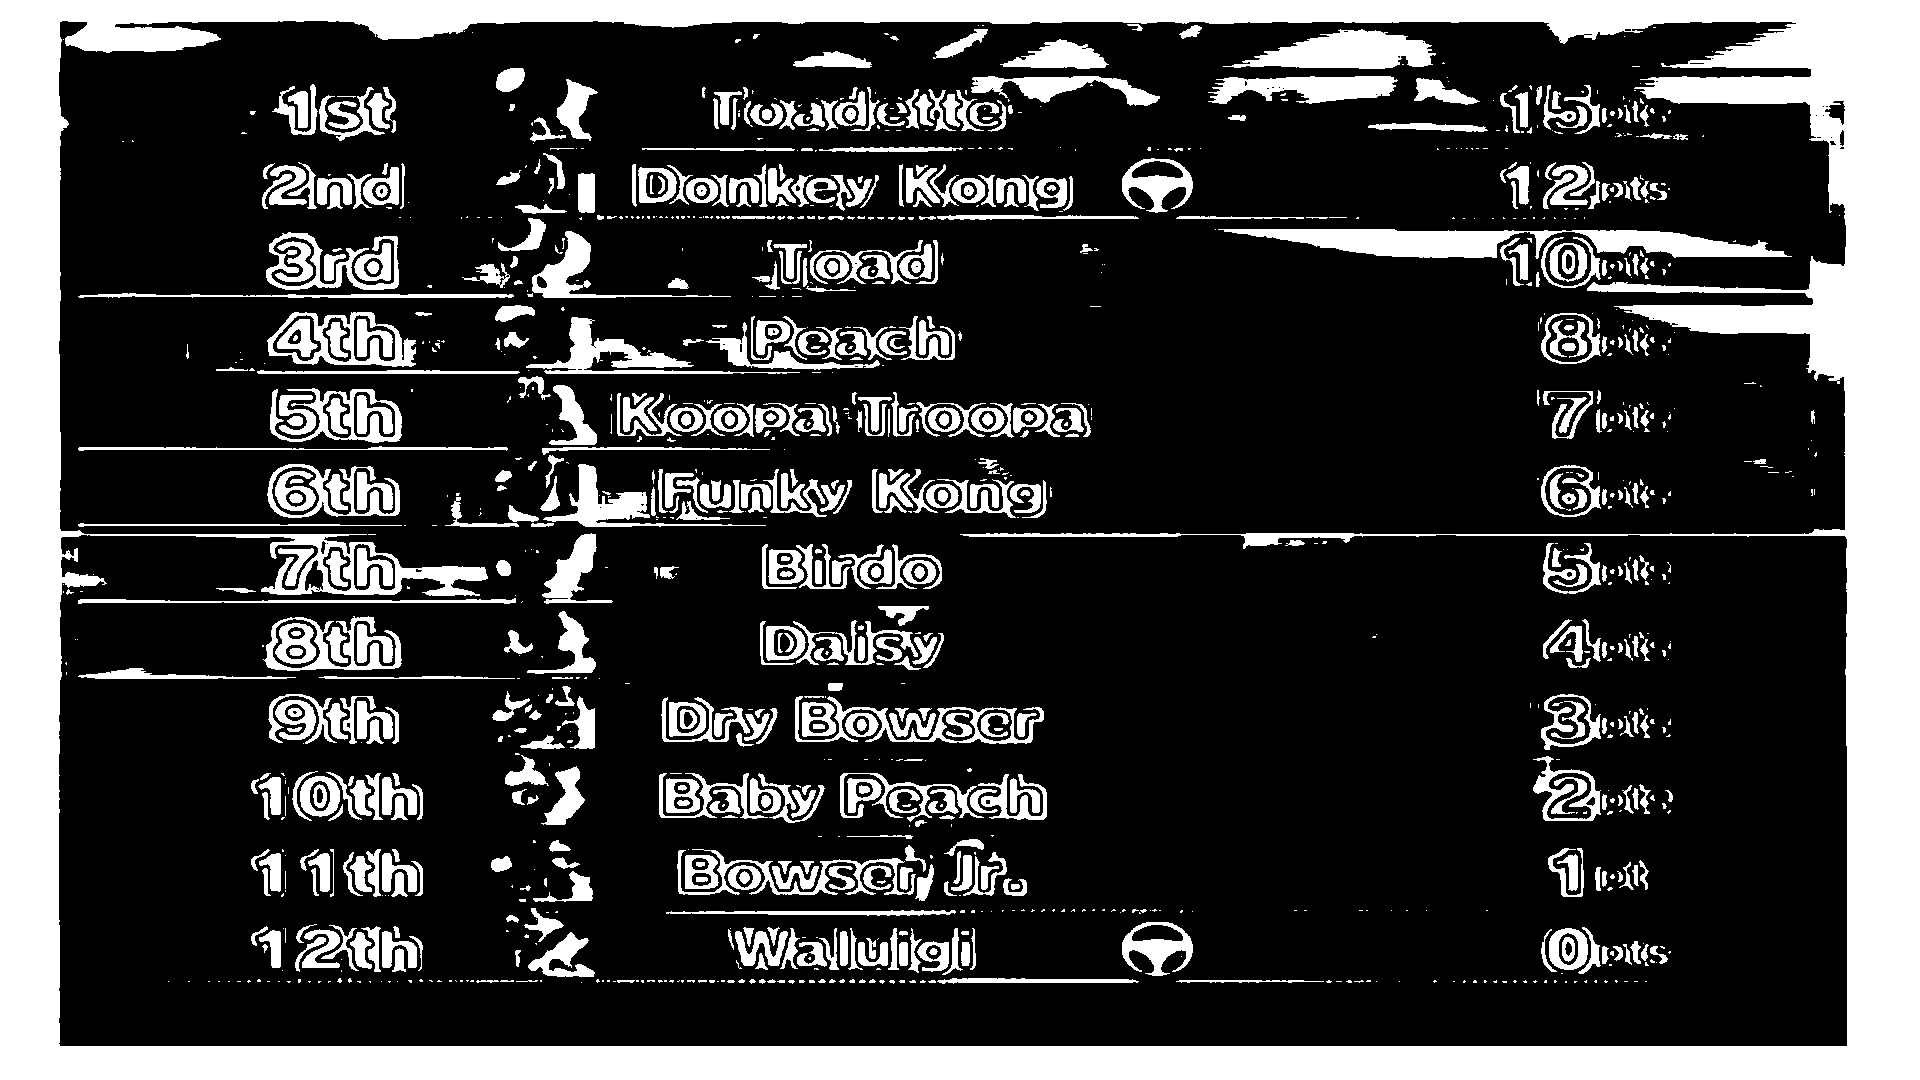 1st Toadette 15pts
2nd Donkey Kong 12pts
3rd Toad 10pts
4th Peach 8pts
5th Koopa Troopa 7pts
6th Funky Kong 6pts
7th Birdo 5pts
8th Daisy 4pts
9th Dry Bowser 3pts
10th Baby Peach 2pts
11th Bowser Jr. 1pt
12th Waluigi 0pts